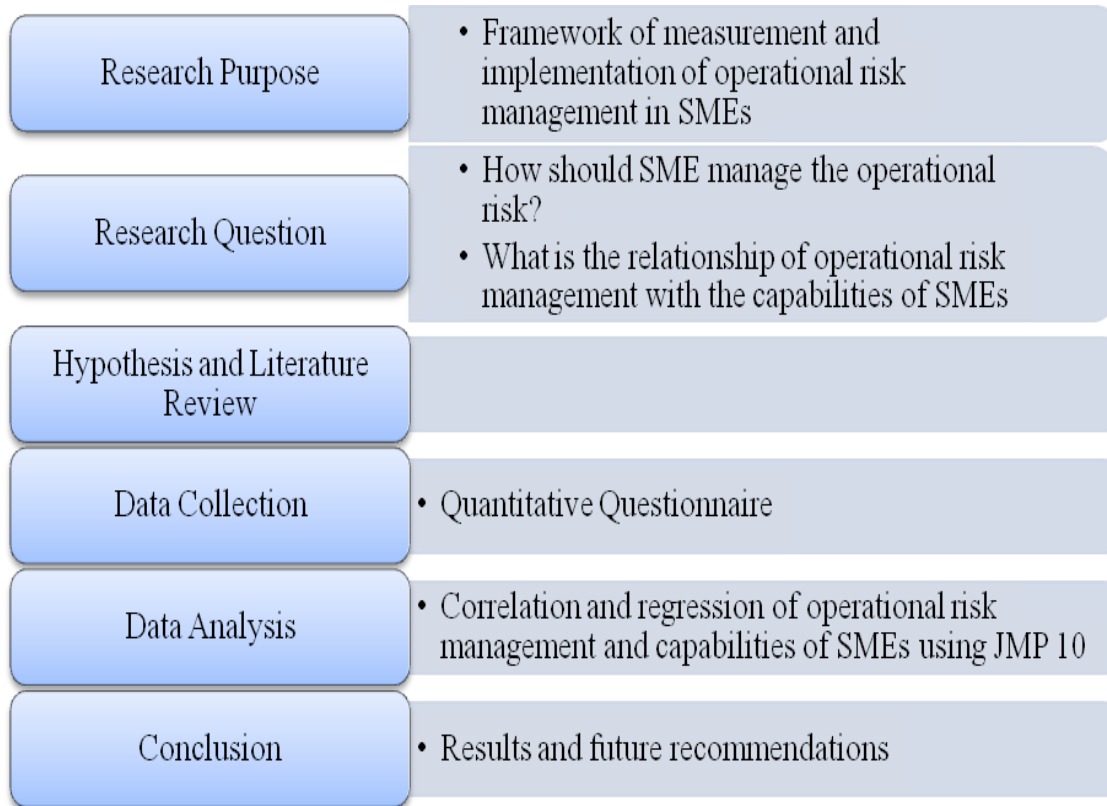 Research Purpose
• Framework of measurement and
implementation of operational risk
management in SMEs
Research Question
• How should SME manage the operational
risk?
• What is the relationship of operational risk
management with the capabilities of SMEs
Hypothesis and Literature
Review
Data Collection
• Quantitative Questionnaire
Data Analysis
• Correlation and regression of operational risk
management and capabilities of SMEs using JMP 10
Conclusion
• Results and future recommendations